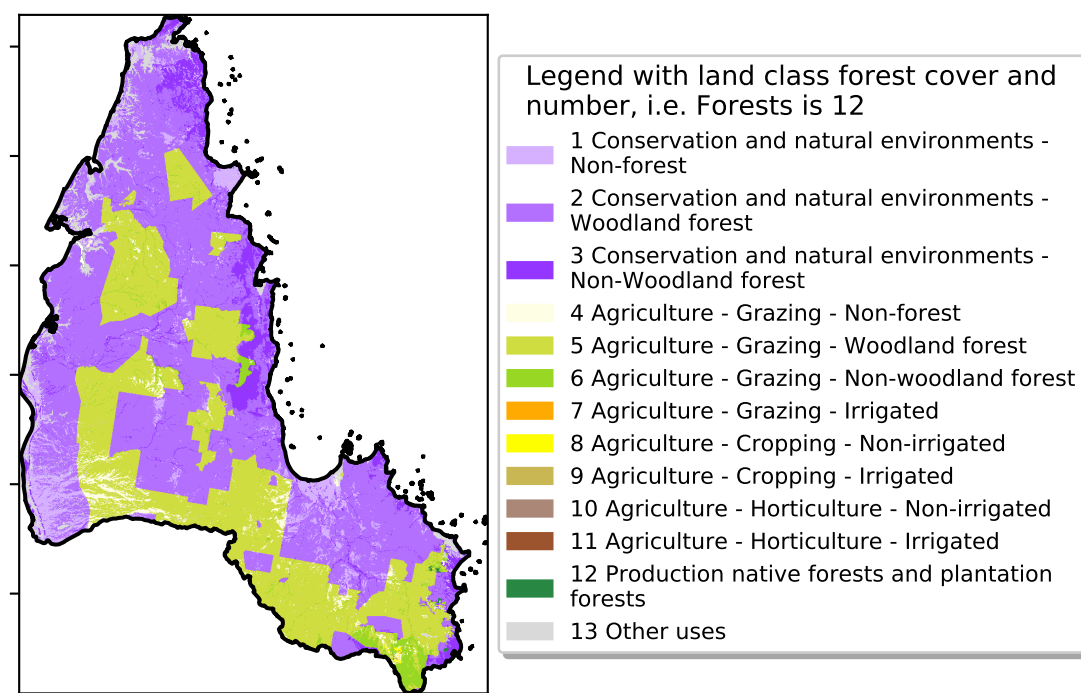 Legend with land class forest cover and
number, i.e. Forests is 12
1 Conservation and natural environments -
Non-forest
2 Conservation and natural environments -
Woodland forest
3 Conservation and natural environments -
Non-Woodland forest
4 Agriculture - Grazing - Non-forest
5 Agriculture - Grazing - Woodland forest
6 Agriculture - Grazing - Non-woodland forest
7 Agriculture - Grazing - Irrigated
8 Agriculture - Cropping - Non-irrigated
9 Agriculture - Cropping - Irrigated
10 Agriculture - Horticulture - Non-irrigated
11 Agriculture - Horticulture - Irrigated
12 Production native forests and plantation
forests
13 Other uses